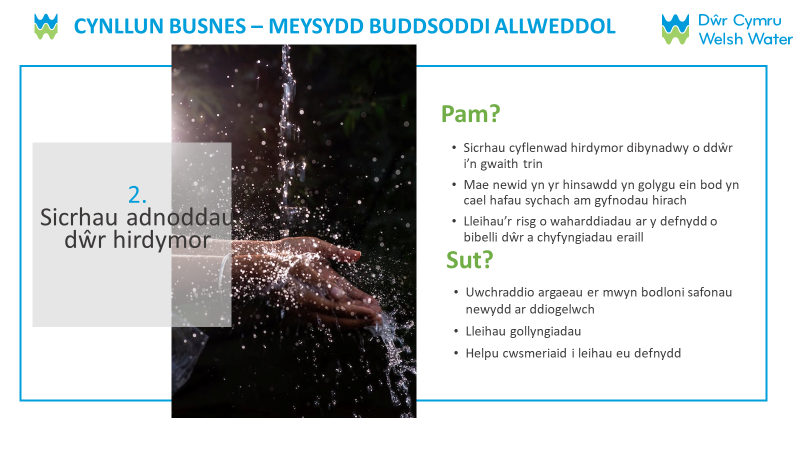 CYNLLUN BUSNES – MEYSYDD BUDDSODDI ALLWEDDOL
Dŵr Cymru
Welsh Water
2.
Sicrhau adnoddau
dŵr hirdymor
Pam?
• Sicrhau cyflenwad hirdymor dibynadwy o ddŵr
i'n gwaith trin
• Mae newid yn yr hinsawdd yn golygu ein bod yn
cael hafau sychach am gyfnodau hirach
• Lleihau'r risg o waharddiadau ar y defnydd o
bibelli dŵr a chyfyngiadau eraill
Sut?
• Uwchraddio argaeau er mwyn bodloni safonau
newydd ar ddiogelwch
• Lleihau gollyngiadau
• Helpu cwsmeriaid i leihau eu defnydd